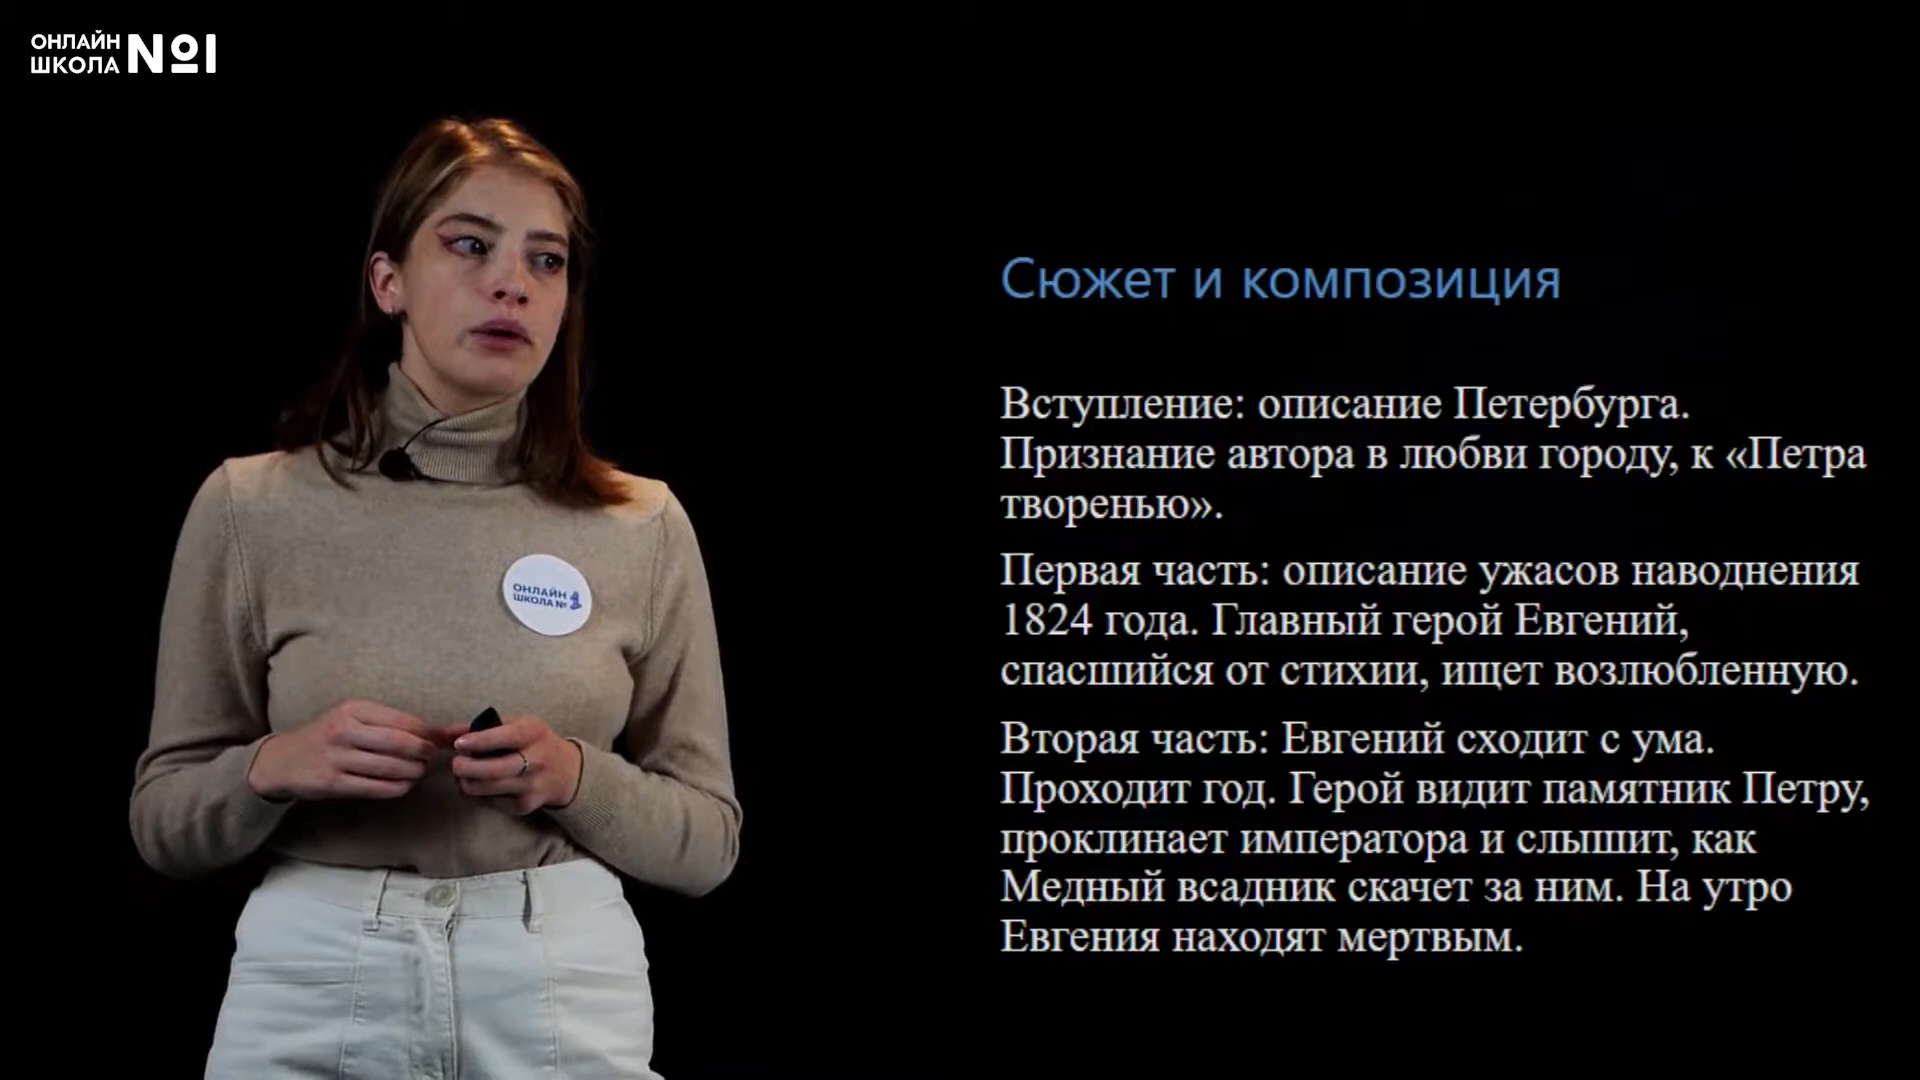 ОНЛАЙН
ШКОЛА №1
Сюжет и композиция
Вступление: описание Петербурга.
Признание автора в любви городу, к «Петра
творенью».
Первая часть: описание ужасов наводнения
1824 года. Главный герой Евгений,
спасшийся от стихии, ищет возлюбленную.
Вторая часть: Евгений сходит с ума.
Проходит год. Герой видит памятник Петру,
проклинает императора и слышит, как
Медный всадник скачет за ним. На утро
Евгения находят мертвым.
ОНЛАЙН
ШКОЛА № 1